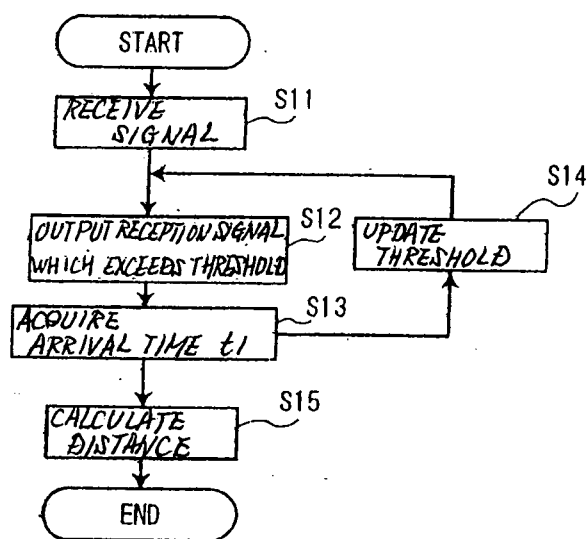 START
S11
RECEIVE
SIGNAL
S14
S12
OUTPUT RECEPTION SIGNAL
WHICH EXCEEDS THRESHOLD
UPDATE
THRESHOLD
S13
ACQUIRE
ARRIVAL TIME t1
S15
CALCULATE
DISTANCE
END